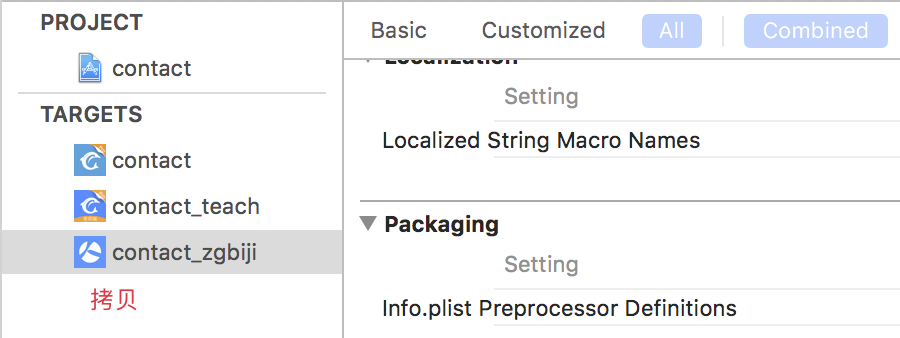 PROJECT
contact
TARGETS
contact
contact_teach
contact_zgbiji
拷贝
Basic Customized All Combined
Localization
Setting
Localized String Macro Names
Packaging
Setting
Info.plist Preprocessor Definitions